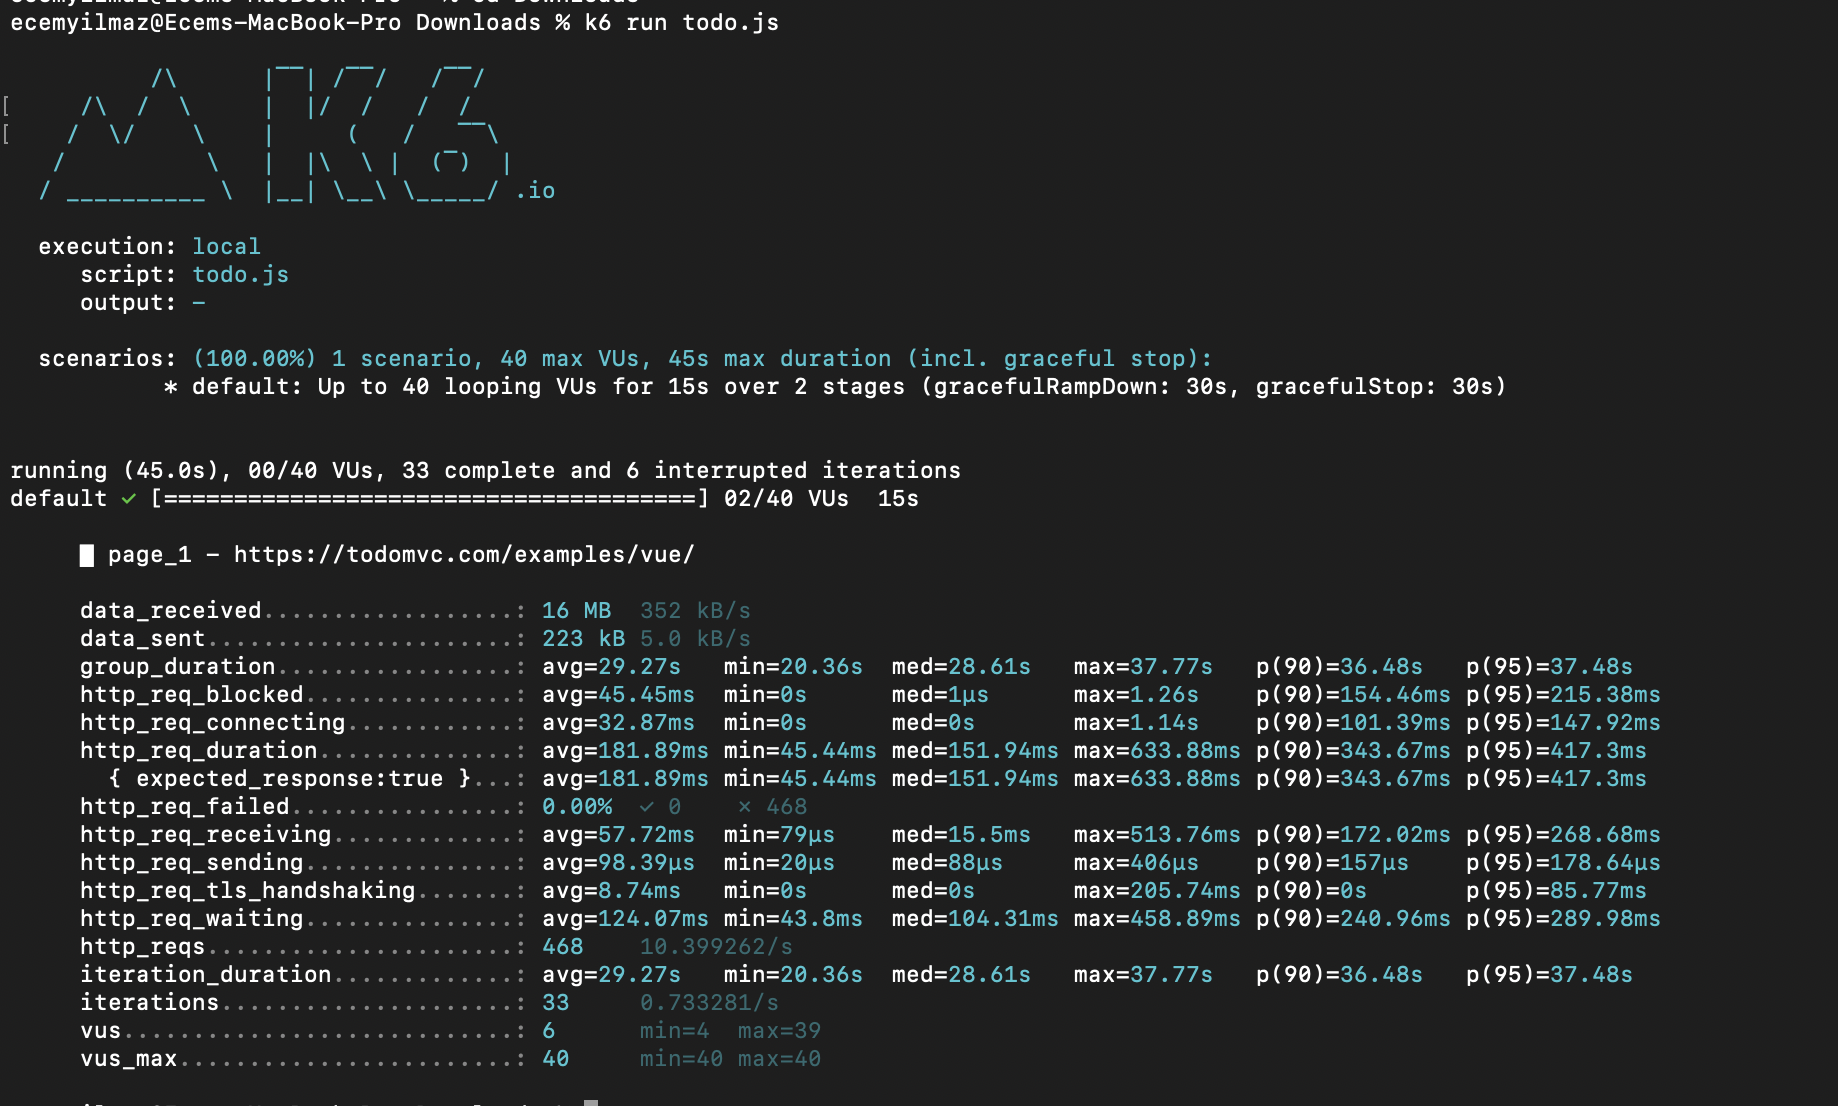 ecemyilmaz@Ecems-MacBook-Pro Downloads % k6 run todo.js
          /\      |‾‾| /‾‾/   /‾‾/
     /\  /  \     |  |/  /   /  /
    /  \/    \    |     (   /   ‾‾\
   /          \   |  |\  \ |  (‾)  |
  / __________ \  |__| \__\ \_____/ .io
execution: local
script: todo.js
output: -
scenarios: (100.00%) 1 scenario, 40 max VUs, 45s max duration (incl. graceful stop):
* default: Up to 40 looping VUs for 15s over 2 stages (gracefulRampDown: 30s, gracefulStop: 30s)
running (45.0s), 00/40 VUs, 33 complete and 6 interrupted iterations
default ✓ [======================================] 02/40 VUs  15s
█ page_1 - https://todomvc.com/examples/vue/
data_received..................: 16 MB  352 kB/s
data_sent......................: 223 kB 5.0 kB/s
group_duration.................: avg=29.27s   min=20.36s  med=28.61s   max=37.77s   p(90)=36.48s   p(95)=37.48s
http_req_blocked...............: avg=45.45ms  min=0s      med=1µs      max=1.26s    p(90)=154.46ms p(95)=215.38ms
http_req_connecting............: avg=32.87ms  min=0s      med=0s       max=1.14s    p(90)=101.39ms p(95)=147.92ms
http_req_duration..............: avg=181.89ms min=45.44ms med=151.94ms max=633.88ms p(90)=343.67ms p(95)=417.3ms
{ expected_response:true }...: avg=181.89ms min=45.44ms med=151.94ms max=633.88ms p(90)=343.67ms p(95)=417.3ms
http_req_failed................: 0.00%  ✓ 0    ✗ 468
http_req_receiving.............: avg=57.72ms  min=79µs    med=15.5ms   max=513.76ms p(90)=172.02ms p(95)=268.68ms
http_req_sending...............: avg=98.39µs  min=20µs    med=88µs     max=406µs    p(90)=157µs    p(95)=178.64µs
http_req_tls_handshaking.......: avg=8.74ms   min=0s      med=0s       max=205.74ms p(90)=0s       p(95)=85.77ms
http_req_waiting...............: avg=124.07ms min=43.8ms  med=104.31ms max=458.89ms p(90)=240.96ms p(95)=289.98ms
http_reqs......................: 468    10.399262/s
iteration_duration.............: avg=29.27s   min=20.36s  med=28.61s   max=37.77s   p(90)=36.48s   p(95)=37.48s
iterations.....................: 33     0.733281/s
vus............................: 6      min=4  max=39
vus_max........................: 40     min=40 max=40